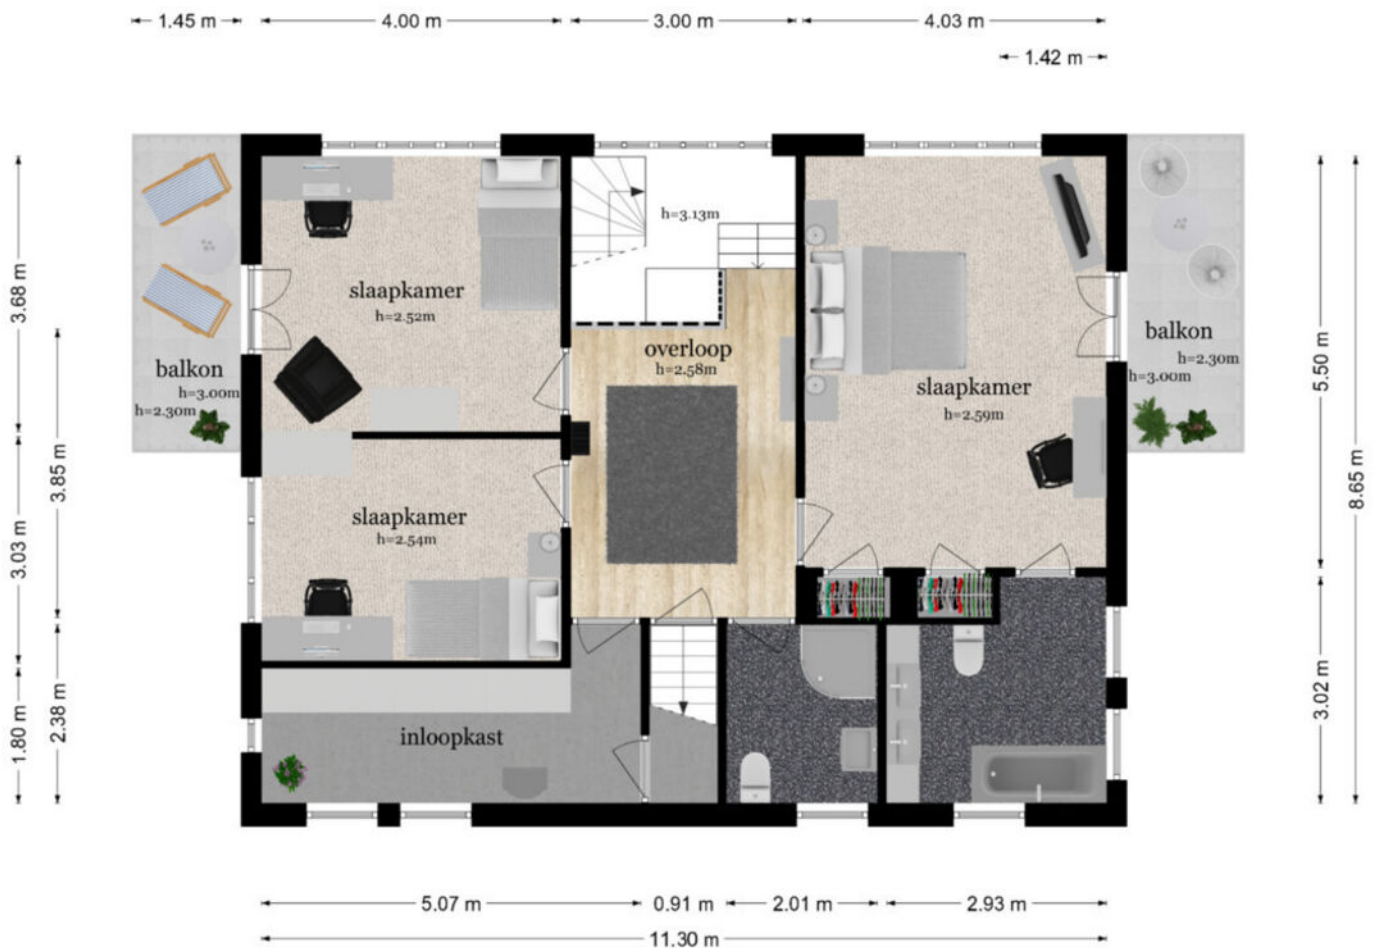 1.45 m
4.00 m
3.00 m
4.03 m
1.42 m
h=3.13m
slaapkamer
h=2.52m
overloop
h=2.58m
balkon
h=3.00m
h=2.30m
slaapkamer
h=2.59m
balkon
h=2.30m
h=3.00m
slaapkamer
h=2.54m
inloopkast
3.68 m
3.03 m
1.80 m
3.85 m
2.38 m
5.50 m
3.02 m
8.65 m
5.07 m
0.91 m
2.01 m
2.93 m
11.30 m